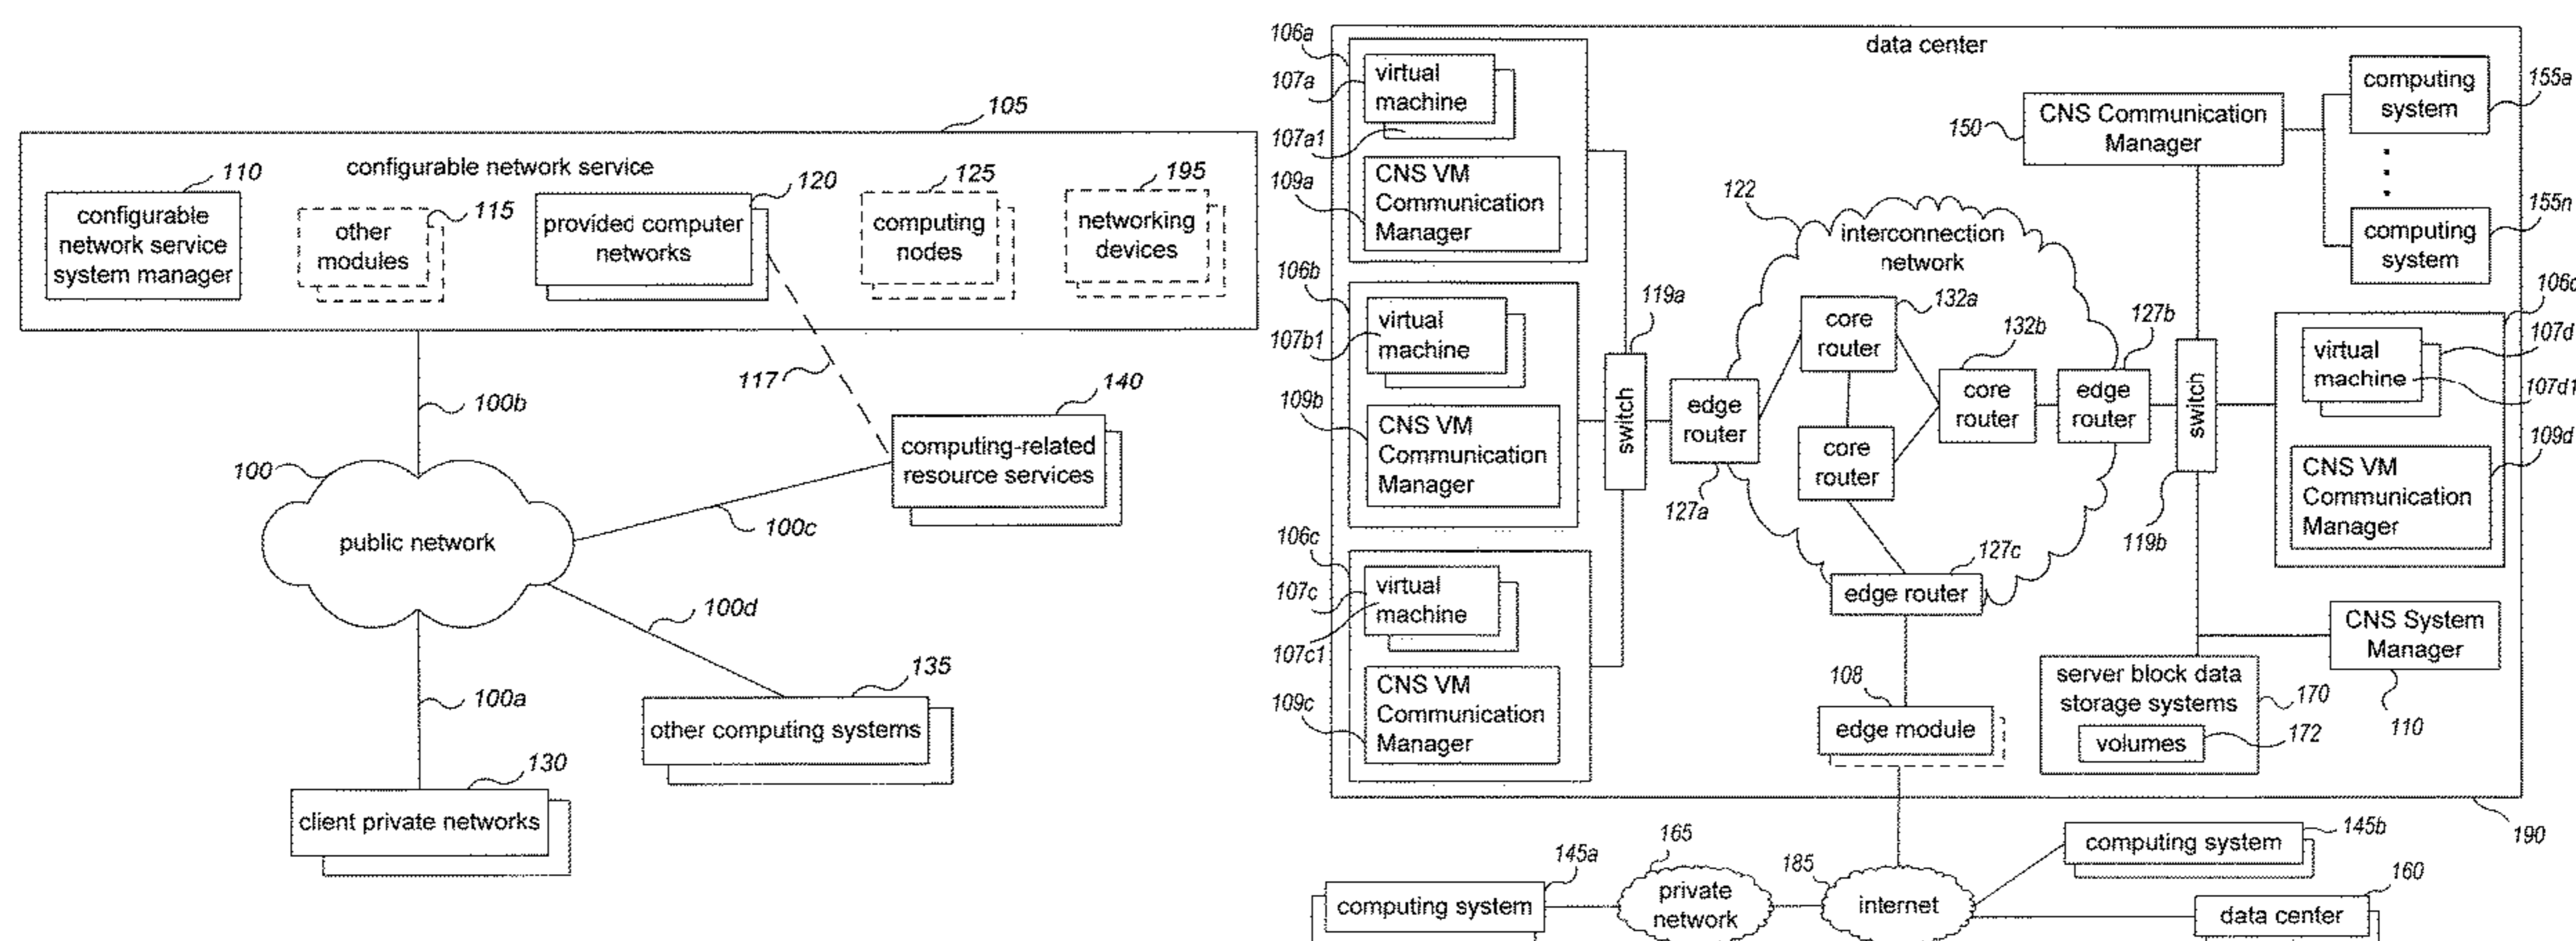 105
configurable network service
110
configurable
network service
system manager
115
other
modules
120
provided computer
networks
125
computing
nodes
195
networking
devices
117
100b
140
computing-related
resource services
100
public network
100c
100d
135
other computing systems
100a
130
client private networks
data center
106a
107a
virtual
machine
107a1
109a
CNS VM
Communication
Manager
106b
107b1
virtual
machine
109b
CNS VM
Communication
Manager
106c
107c
virtual
machine
107c1
109c
CNS VM
Communication
Manager
119a
switch
122
interconnection
network
edge
router
127a
132a
core
router
core
router
132b
core
router
127b
edge
router
127c
edge router
108
edge module
150
CNS Communication
Manager
computing
system
155a
computing
system
155n
switch
119b
virtual
machine
107d
107d1
CNS VM
Communication
Manager
109d
CNS System
Manager
110
server block data
storage systems
170
volumes
172
190
145a
computing system
165
private
network
185
internet
145b
computing system
160
data center